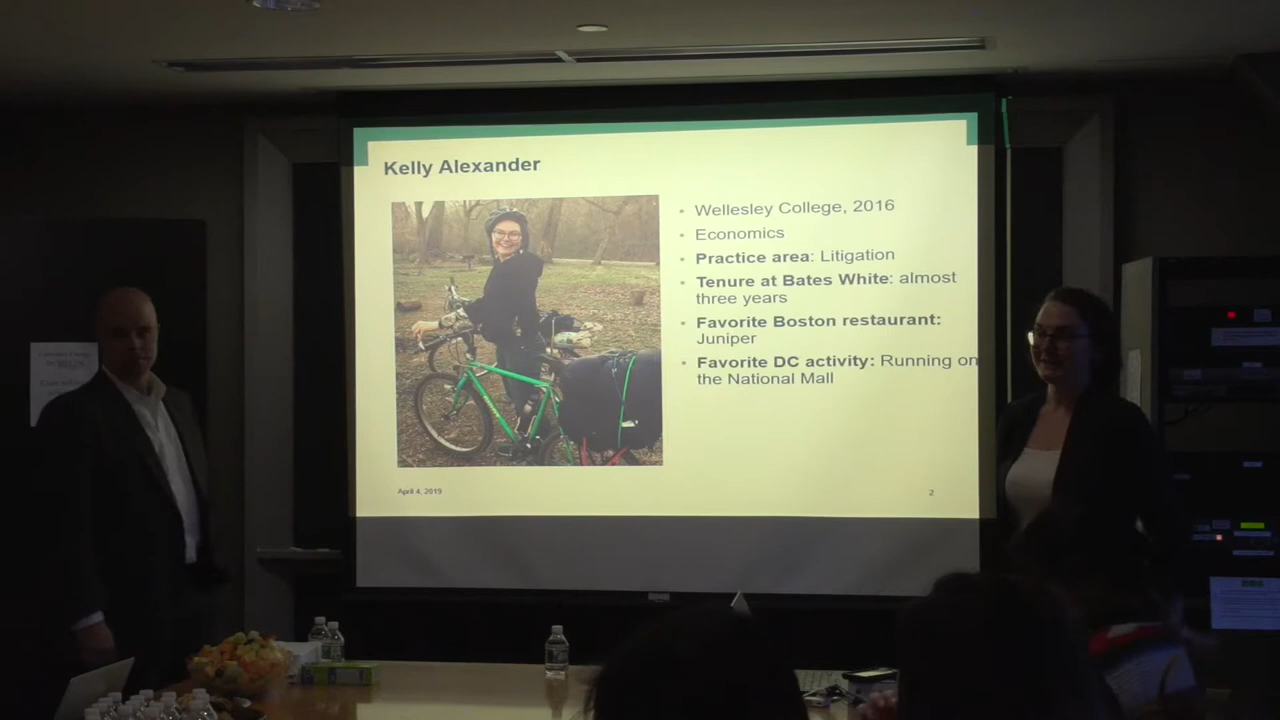 Kelly Alexander
Wellesley College, 2016
Economics
Practice area: Litigation
Tenure at Bates White: almost
three years
Favorite Boston restaurant:
Juniper
Favorite DC activity: Running on
the National Mall
April 4, 2019
2